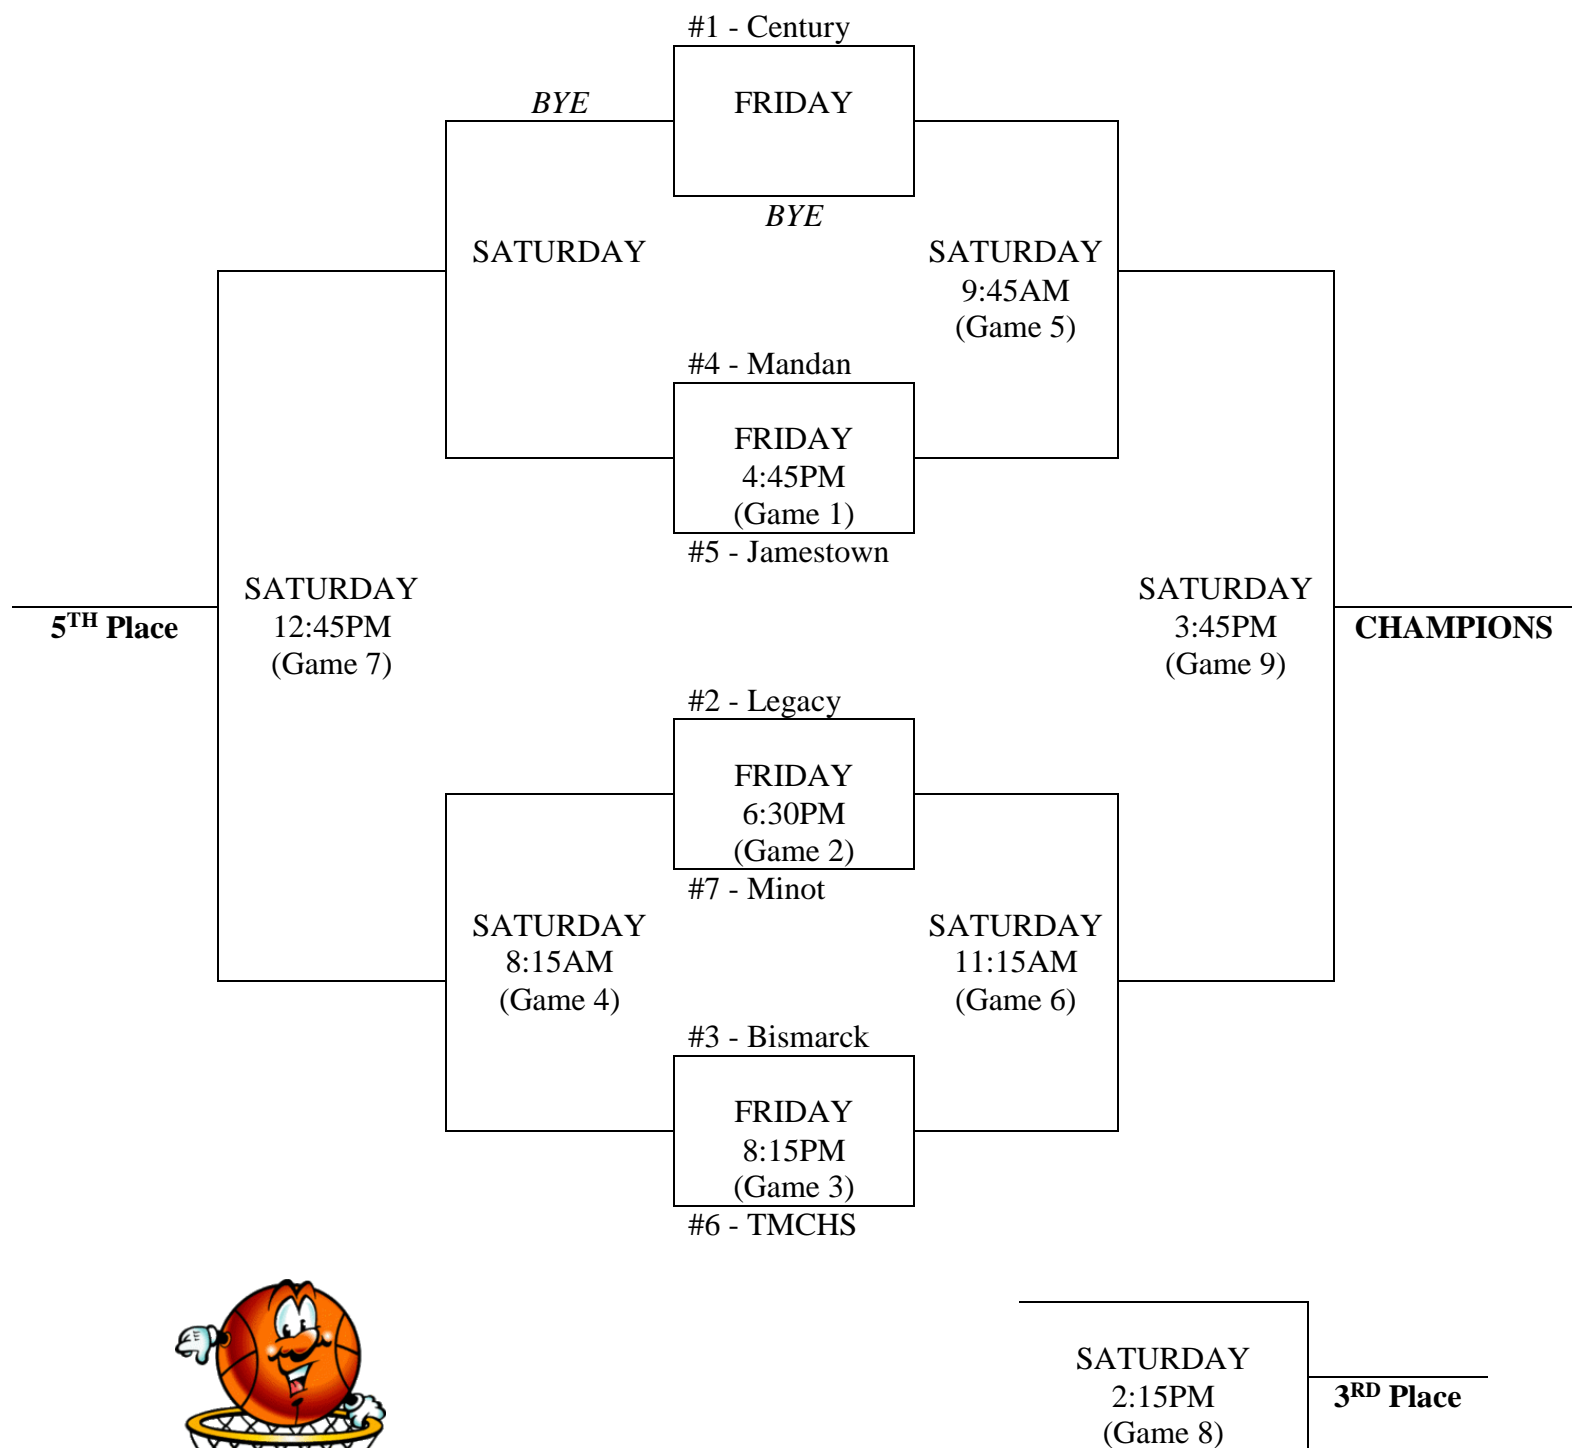 #1 - Century
BYE
FRIDAY
BYE
SATURDAY
SATURDAY
9:45AM
(Game 5)
#4 - Mandan
FRIDAY
4:45PM
(Game 1)
#5 - Jamestown
SATURDAY
12:45PM
(Game 7)
5TH Place
SATURDAY
3:45PM
(Game 9)
CHAMPIONS
#2 - Legacy
FRIDAY
6:30PM
(Game 2)
#7 - Minot
SATURDAY
8:15AM
(Game 4)
SATURDAY
11:15AM
(Game 6)
#3 - Bismarck
FRIDAY
8:15PM
(Game 3)
#6 - TMCHS
SATURDAY
2:15PM
(Game 8)
3RD Place